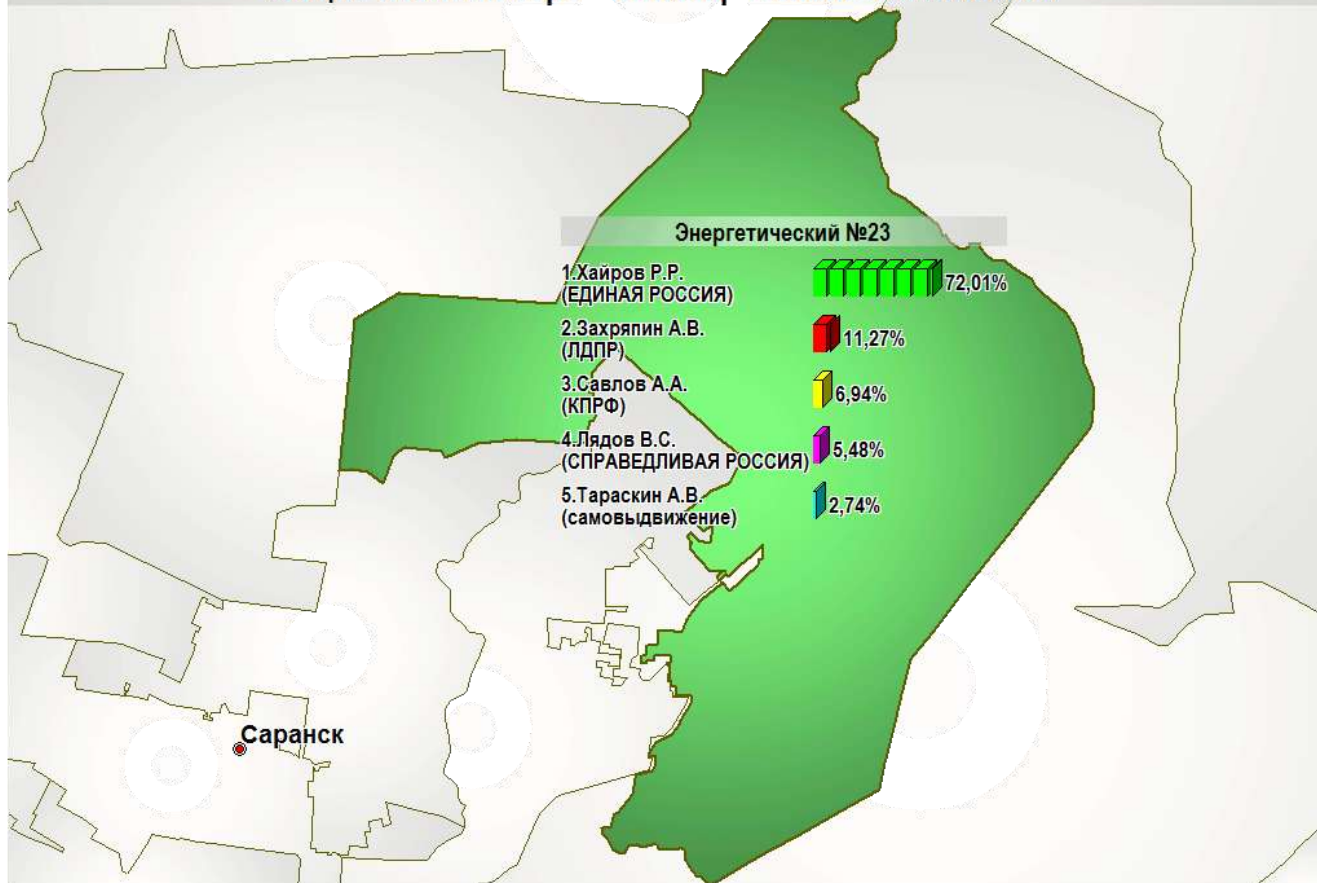 Энергетический №23
1.Хайров Р.Р.
(ЕДИНАЯ РОССИЯ)
72,01%
2.Захряпин А.В.
(ЛДПР)
11,27%
3.Савлов А.А.
(КПРФ)
6,94%
4.Лядов В.С.
(СПРАВЕДЛИВАЯ РОССИЯ)
5,48%
5.Тараскин А.В.
(самовыдвижение)
2,74%
Саранск